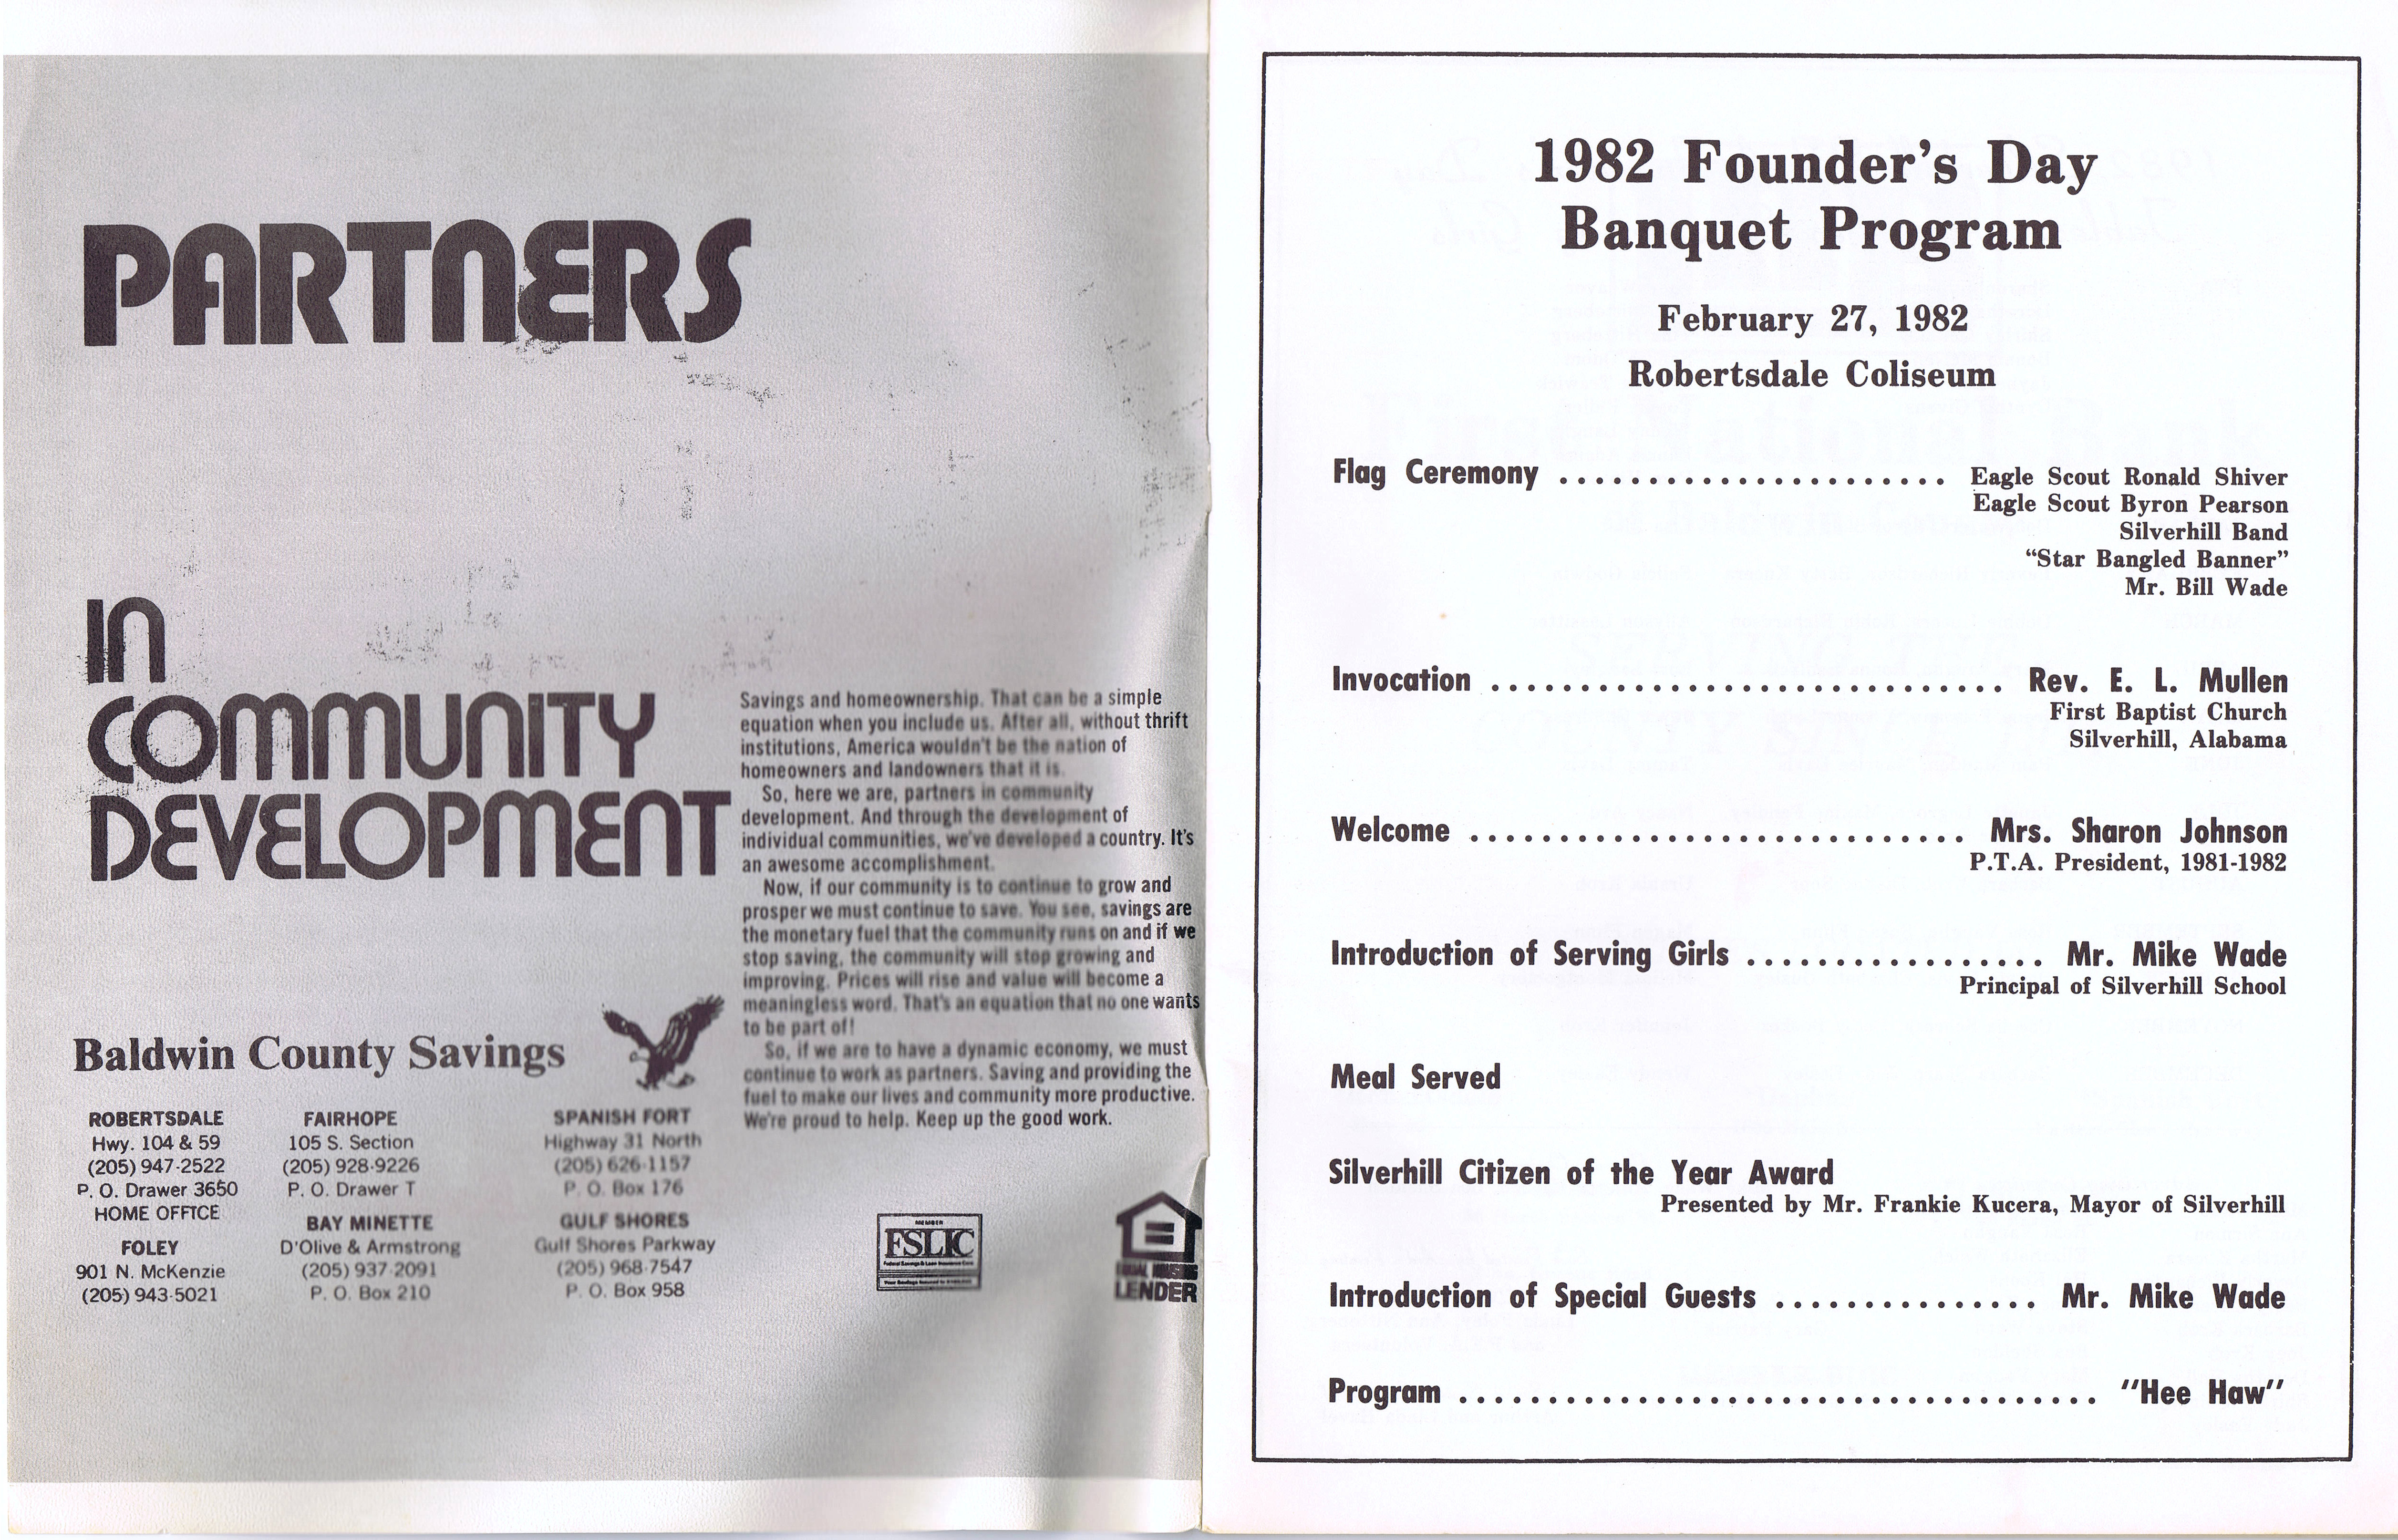 PARTNERS
IN
COMMUNITY
DEVELOPMENT
Savings and homeownership. That can be a simple
equation when you include us. After all, without thrift
institutions, America wouldn't be the nation of
homeowners and landowners that it is.
So, here we are, partners in community
development. And through the development of
individual communities, we've developed a country. It's
an awesome accomplishment.
Now, if our community is to continue to grow and
prosper we must continue to save. You see, savings are
the monetary fuel that the community runs on and if we
stop saving, the community will stop growing and
improving. Prices will rise and value will become a
meaningless word. That's an equation that no one wants
to be part of!
So, if we are to have a dynamic economy, we must
continue to work as partners. Saving and providing the
fuel to make our lives and community more productive.
We're proud to help. Keep up the good work.
Baldwin County Savings
ROBERTSDALE
Hwy. 104 & 59
(205) 947-2522
P. O. Drawer 3650
HOME OFFICE
FOLEY
901 N. McKenzie
(205) 943-5021
FAIRHOPE
105 S. Section
(205) 928-9226
P. O. Drawer T
BAY MINETTE
D'Olive & Armstrong
(205) 937-2091
P. O. Box 210
SPANISH FORT
Highway 31 North
(205) 626-1157
P. O. Box 176
GULF SHORES
Gulf Shores Parkway
(205) 968-7547
P. O. Box 958
MEMBER
FSLIC
Federal Savings & Loan Insurance Corp.
EQUAL HOUSING
LENDER
1982 Founder's Day
Banquet Program
February 27, 1982
Robertsdale Coliseum
Flag Ceremony ...................... Eagle Scout Ronald Shiver
Eagle Scout Byron Pearson
Silverhill Band
“Star Bangled Banner”
Mr. Bill Wade
Invocation ............................. Rev. E. L. Mullen
First Baptist Church
Silverhill, Alabama
Welcome ............................ Mrs. Sharon Johnson
P.T.A. President, 1981-1982
Introduction of Serving Girls ................. Mr. Mike Wade
Principal of Silverhill School
Meal Served
Silverhill Citizen of the Year Award
Presented by Mr. Frankie Kucera, Mayor of Silverhill
Introduction of Special Guests ............... Mr. Mike Wade
Program .................................... "Hee Haw"